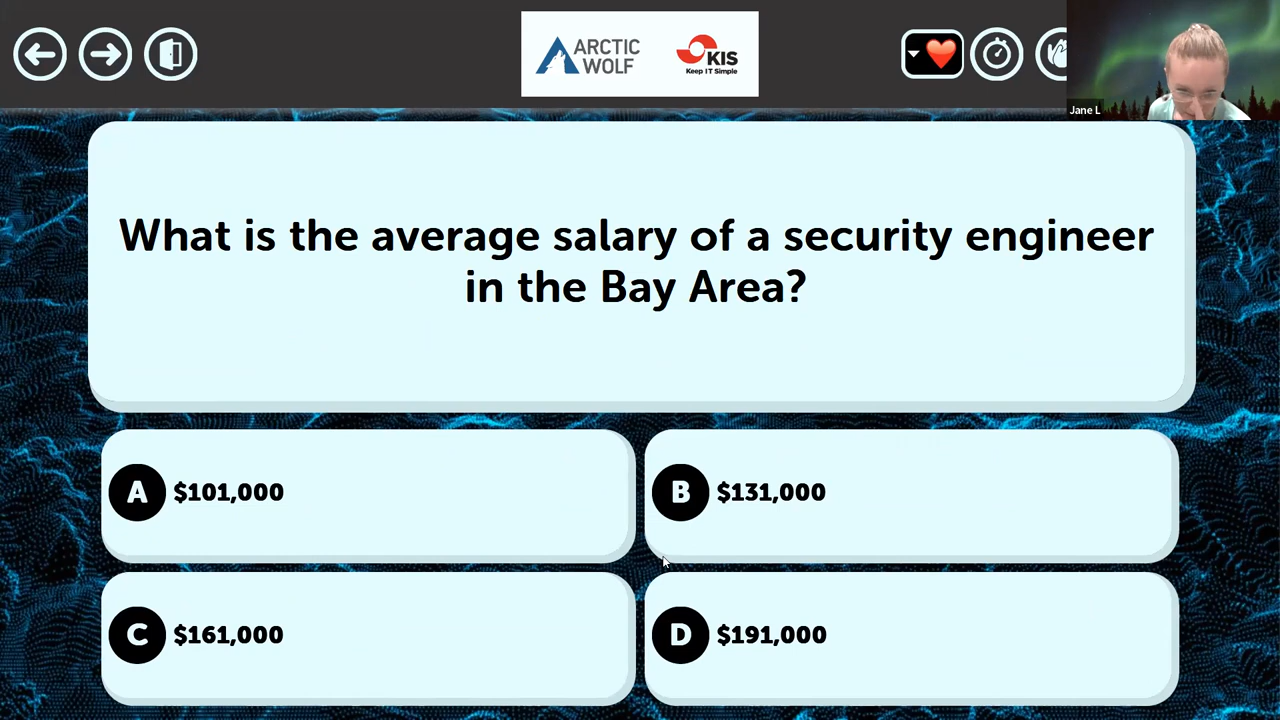 ARCTIC
WOLF
KIS
Keep IT Simple
Jane L
What is the average salary of a security engineer
in the Bay Area?
A $101,000
B $131,000
C $161,000
D $191,000